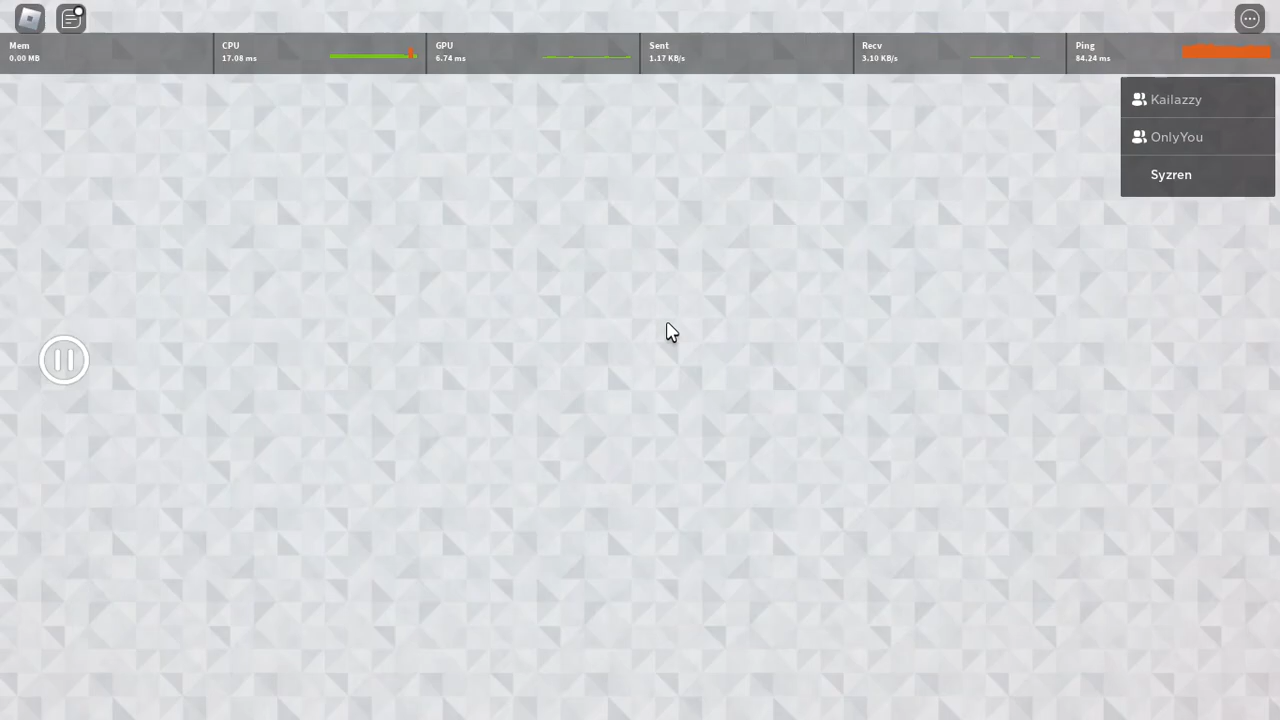 Mem
0.00 MB
CPU
17.08 ms
GPU
6.74 ms
Sent
1.17 KB/s
Recv
3.10 KB/s
Ping
84.24 ms
Kailazzy
OnlyYou
Syzren